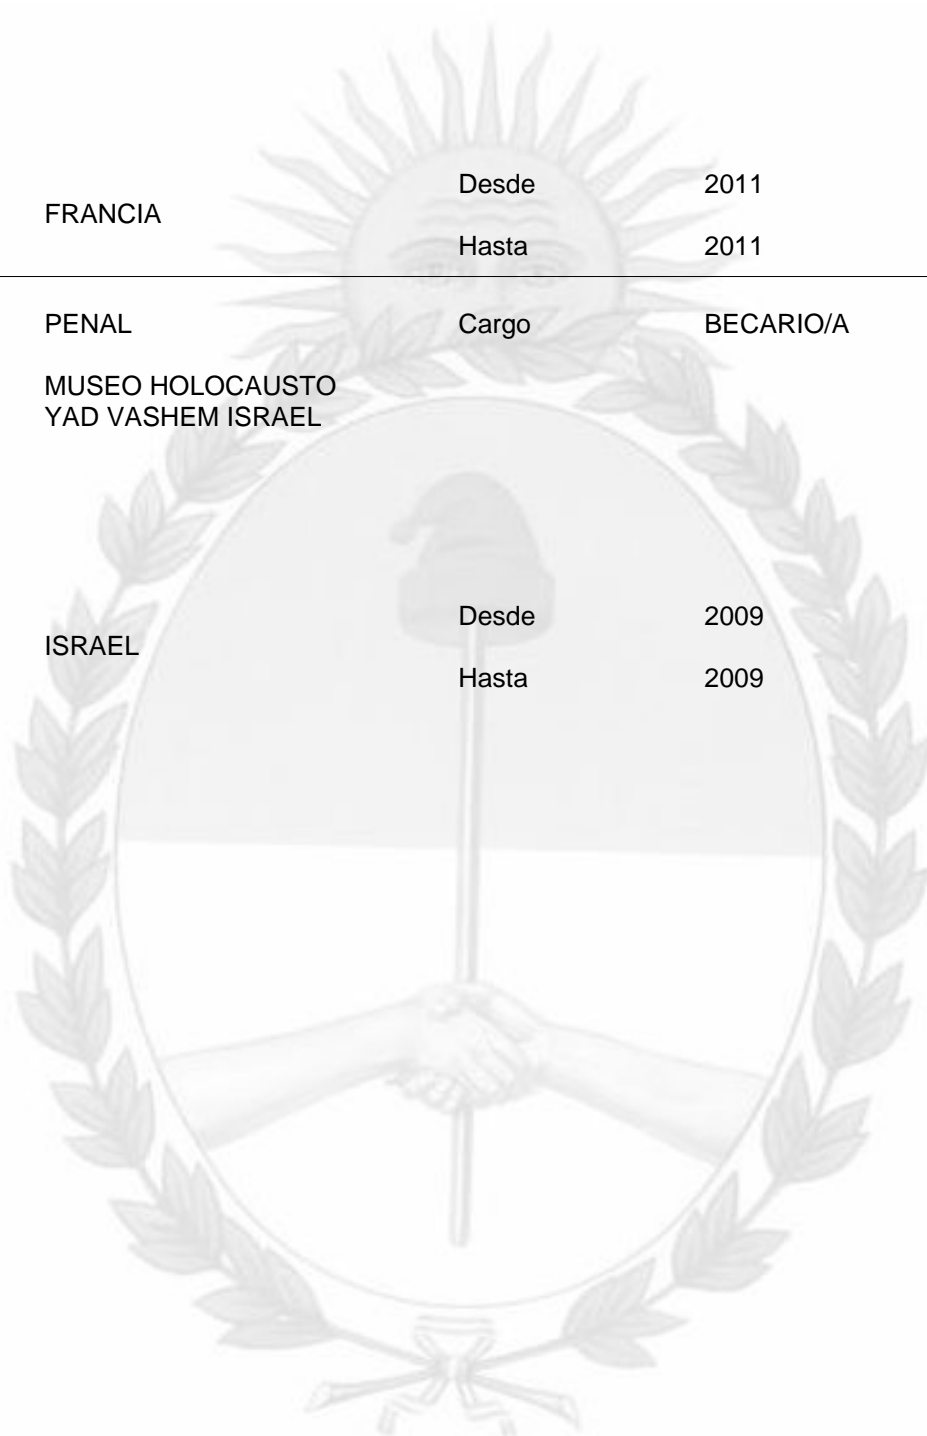 Desde 2011
FRANCIA
Hasta 2011
PENAL Cargo BECARIO/A
MUSEO HOLOCAUSTO
YAD VASHEM ISRAEL
Desde 2009
ISRAEL
Hasta 2009